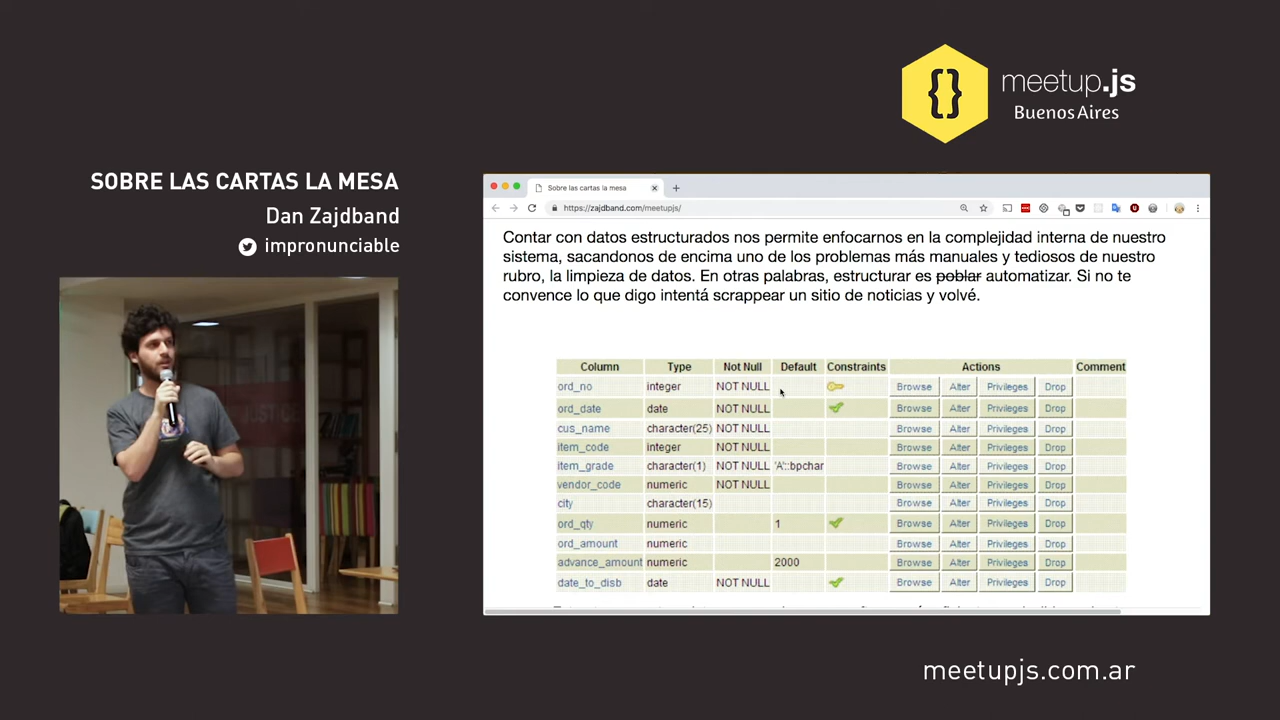 {} meetup.js
Buenos Aires
SOBRE LAS CARTAS LA MESA
Dan Zajdband
impronunciable
Sobre las cartas la mesa
https://zajdband.com/meetupjs/
Contar con datos estructurados nos permite enfocarnos en la complejidad interna de nuestro
sistema, sacandonos de encima uno de los problemas más manuales y tediosos de nuestro
rubro, la limpieza de datos. En otras palabras, estructurar es poblar automatizar. Si no te
convence lo que digo intentá scrappear un sitio de noticias y volvé.
Column Type Not Null Default Constraints Actions Comment
ord_no integer NOT NULL Browse Alter Privileges Drop
ord_date date NOT NULL Browse Alter Privileges Drop
cus_name character(25) NOT NULL Browse Alter Privileges Drop
item_code integer NOT NULL Browse Alter Privileges Drop
item_grade character(1) NOT NULL 'A'::bpchar Browse Alter Privileges Drop
vendor_code numeric NOT NULL Browse Alter Privileges Drop
city character(15) Browse Alter Privileges Drop
ord_qty numeric 1 Browse Alter Privileges Drop
ord_amount numeric Browse Alter Privileges Drop
advance_amount numeric 2000 Browse Alter Privileges Drop
date_to_disb date NOT NULL Browse Alter Privileges Drop
meetupjs.com.ar